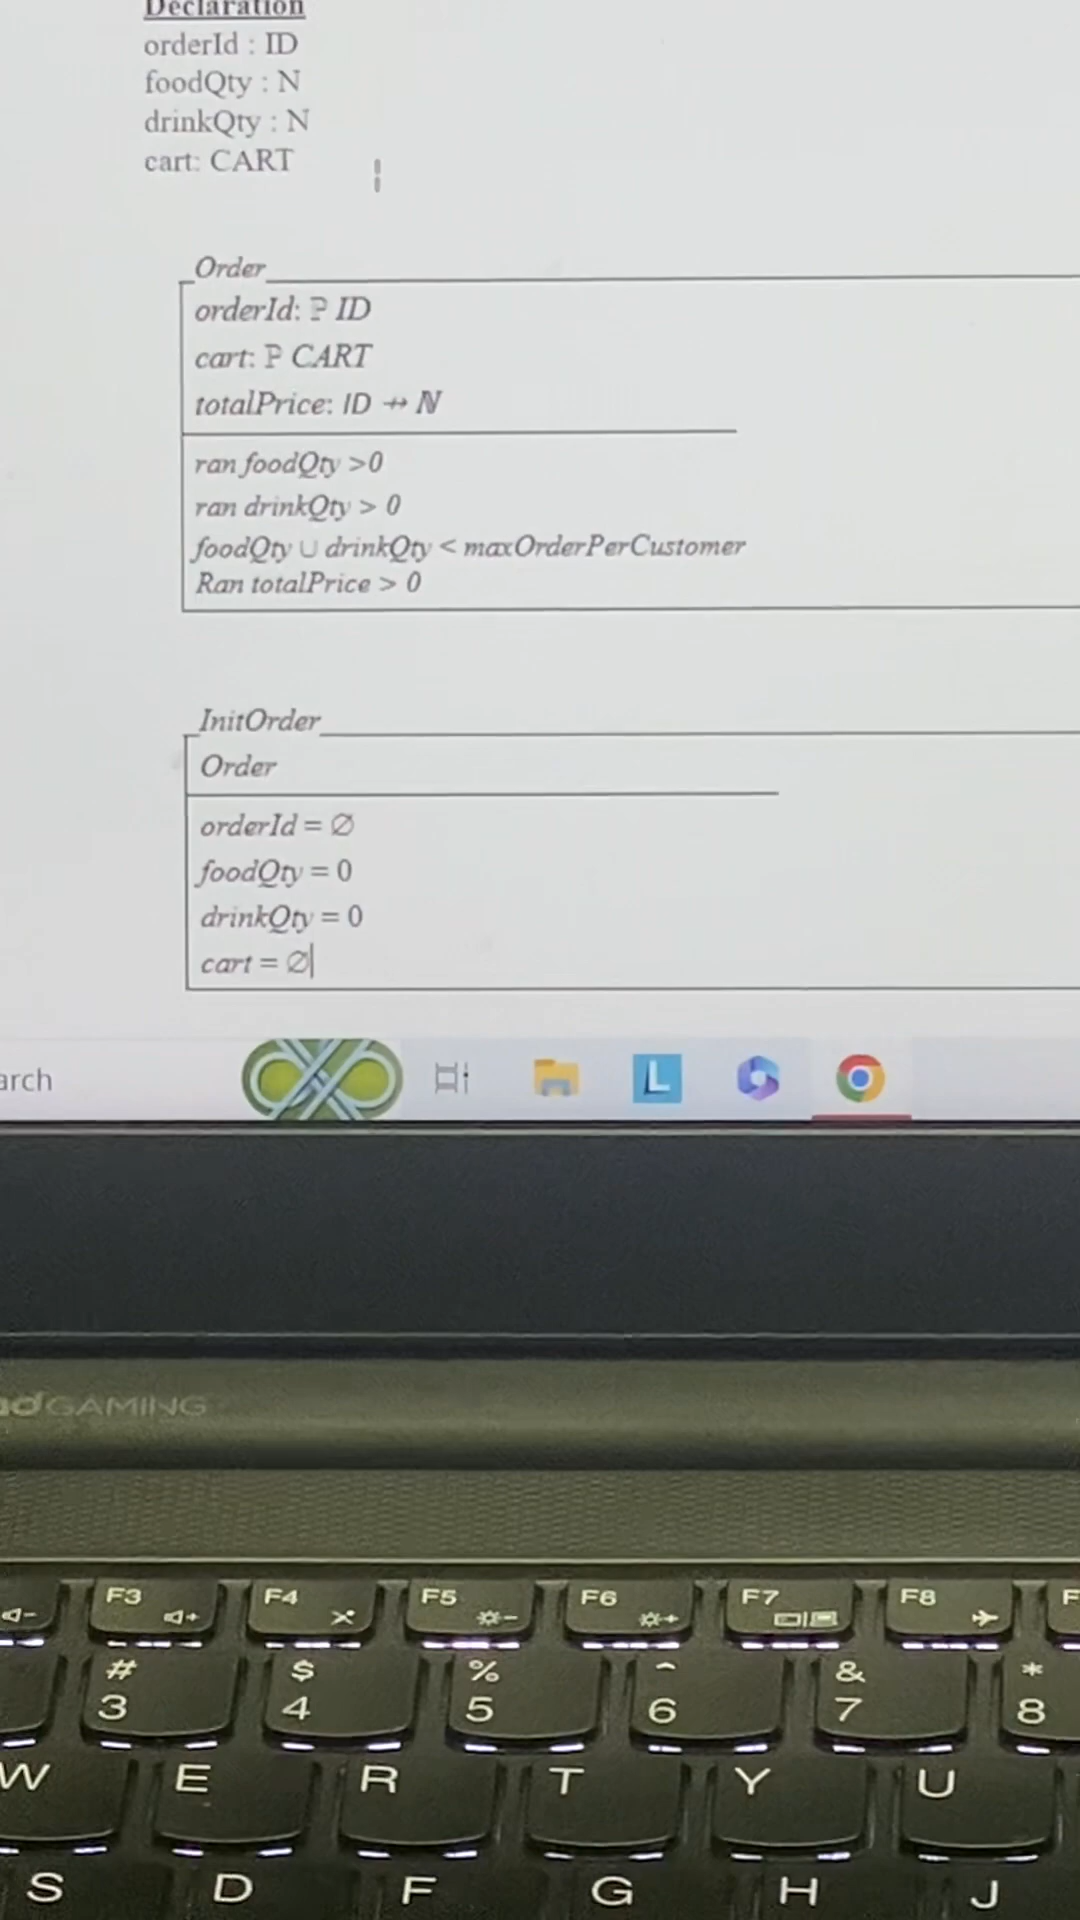 Declaration
orderId : ID
foodQty : N
drinkQty : N
cart: CART
Order
orderId: ℙ ID
cart: ℙ CART
totalPrice: ID ⇸ ℕ
ran foodQty >0
ran drinkQty > 0
foodQty ∪ drinkQty < maxOrderPerCustomer
Ran totalPrice > 0
InitOrder
Order
orderId = ∅
foodQty = 0
drinkQty = 0
cart = ∅
arch
L
GAMING
F3 F4 F5 F6 F7 F8 F
# $ % ^ & *
3 4 5 6 7 8
W E R T Y U
S D F G H J